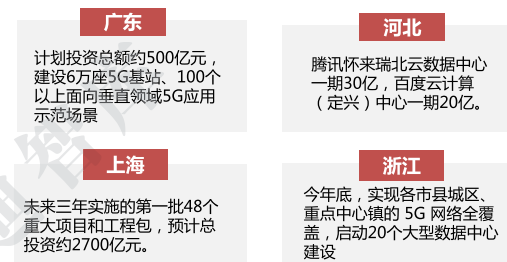 广东
计划投资总额约500亿元，
建设6万座5G基站、100个
以上面向垂直领域5G应用
示范场景
河北
腾讯怀来瑞北云数据中心
一期30亿，百度云计算
（定兴）中心一期20亿。
上海
未来三年实施的第一批48个
重大项目和工程包，预计总
投资约2700亿元。
浙江
今年底，实现各市县城区、
重点中心镇的 5G 网络全覆
盖，启动20个大型数据中心
建设